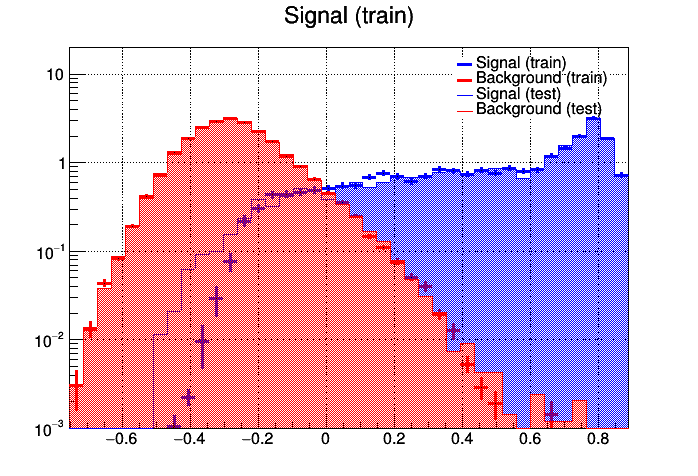 Signal (train)
Signal (train)
Background (train)
Signal (test)
Background (test)
10
1
10⁻¹
10⁻²
10⁻³
−0.6 −0.4 −0.2 0 0.2 0.4 0.6 0.8